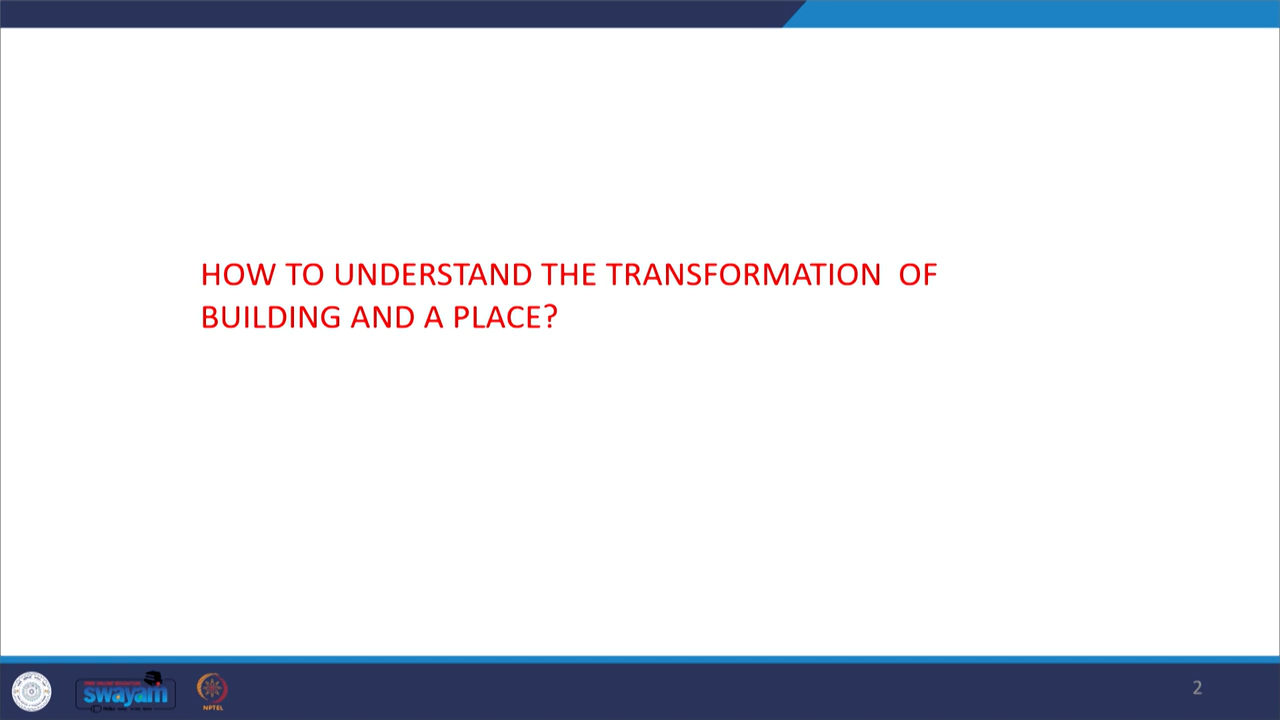 HOW TO UNDERSTAND THE TRANSFORMATION OF
BUILDING AND A PLACE?
swayam
NPTEL
2